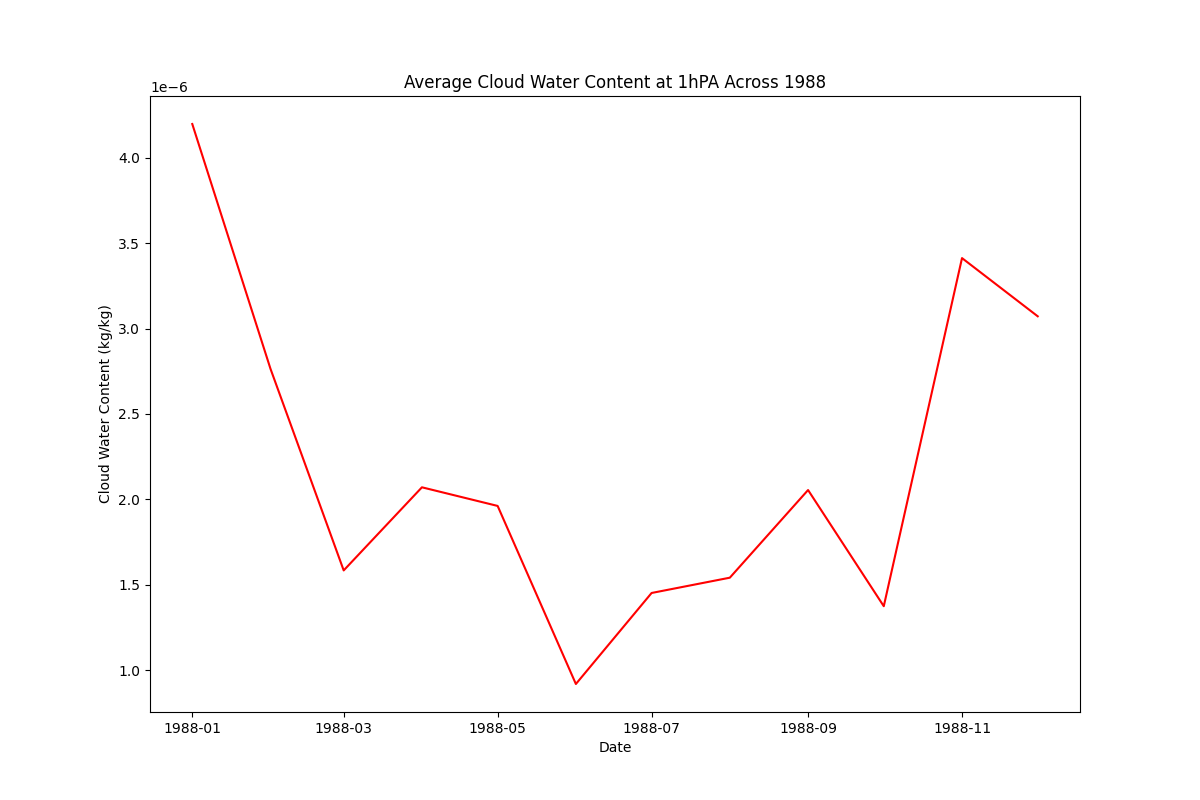 Average Cloud Water Content at 1hPA Across 1988
1e−6
4.0
3.5
3.0
2.5
2.0
1.5
1.0
Cloud Water Content (kg/kg)
1988-01 1988-03 1988-05 1988-07 1988-09 1988-11
Date